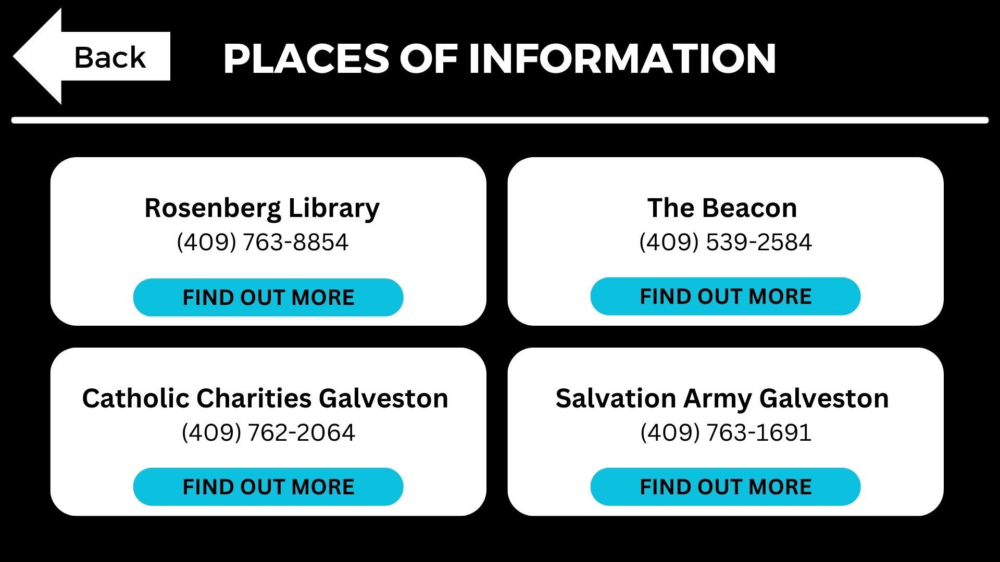 Back
PLACES OF INFORMATION
Rosenberg Library
(409) 763-8854
FIND OUT MORE
The Beacon
(409) 539-2584
FIND OUT MORE
Catholic Charities Galveston
(409) 762-2064
FIND OUT MORE
Salvation Army Galveston
(409) 763-1691
FIND OUT MORE